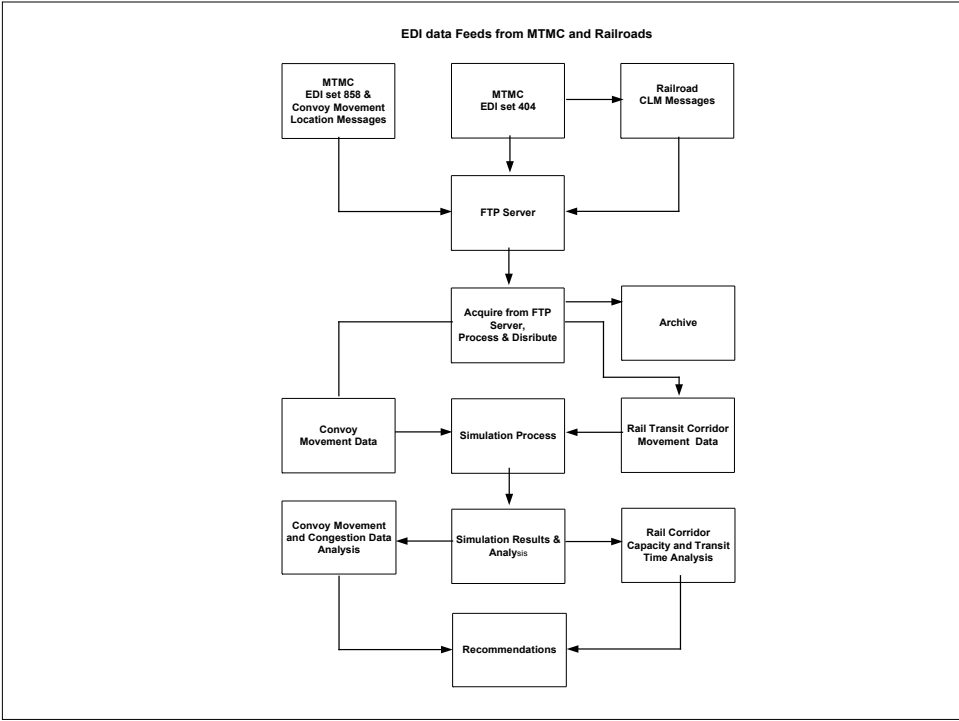 EDI data Feeds from MTMC and Railroads
MTMC
EDI set 858 &
Convoy Movement
Location Messages
MTMC
EDI set 404
Railroad
CLM Messages
FTP Server
Acquire from FTP
Server,
Process & Disribute
Archive
Convoy
Movement Data
Simulation Process
Rail Transit Corridor
Movement Data
Convoy Movement
and Congestion Data
Analysis
Simulation Results &
Analysis
Rail Corridor
Capacity and Transit
Time Analysis
Recommendations